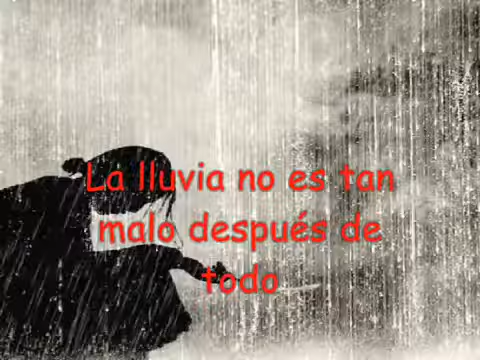 La lluvia no es tan
malo después de
todo